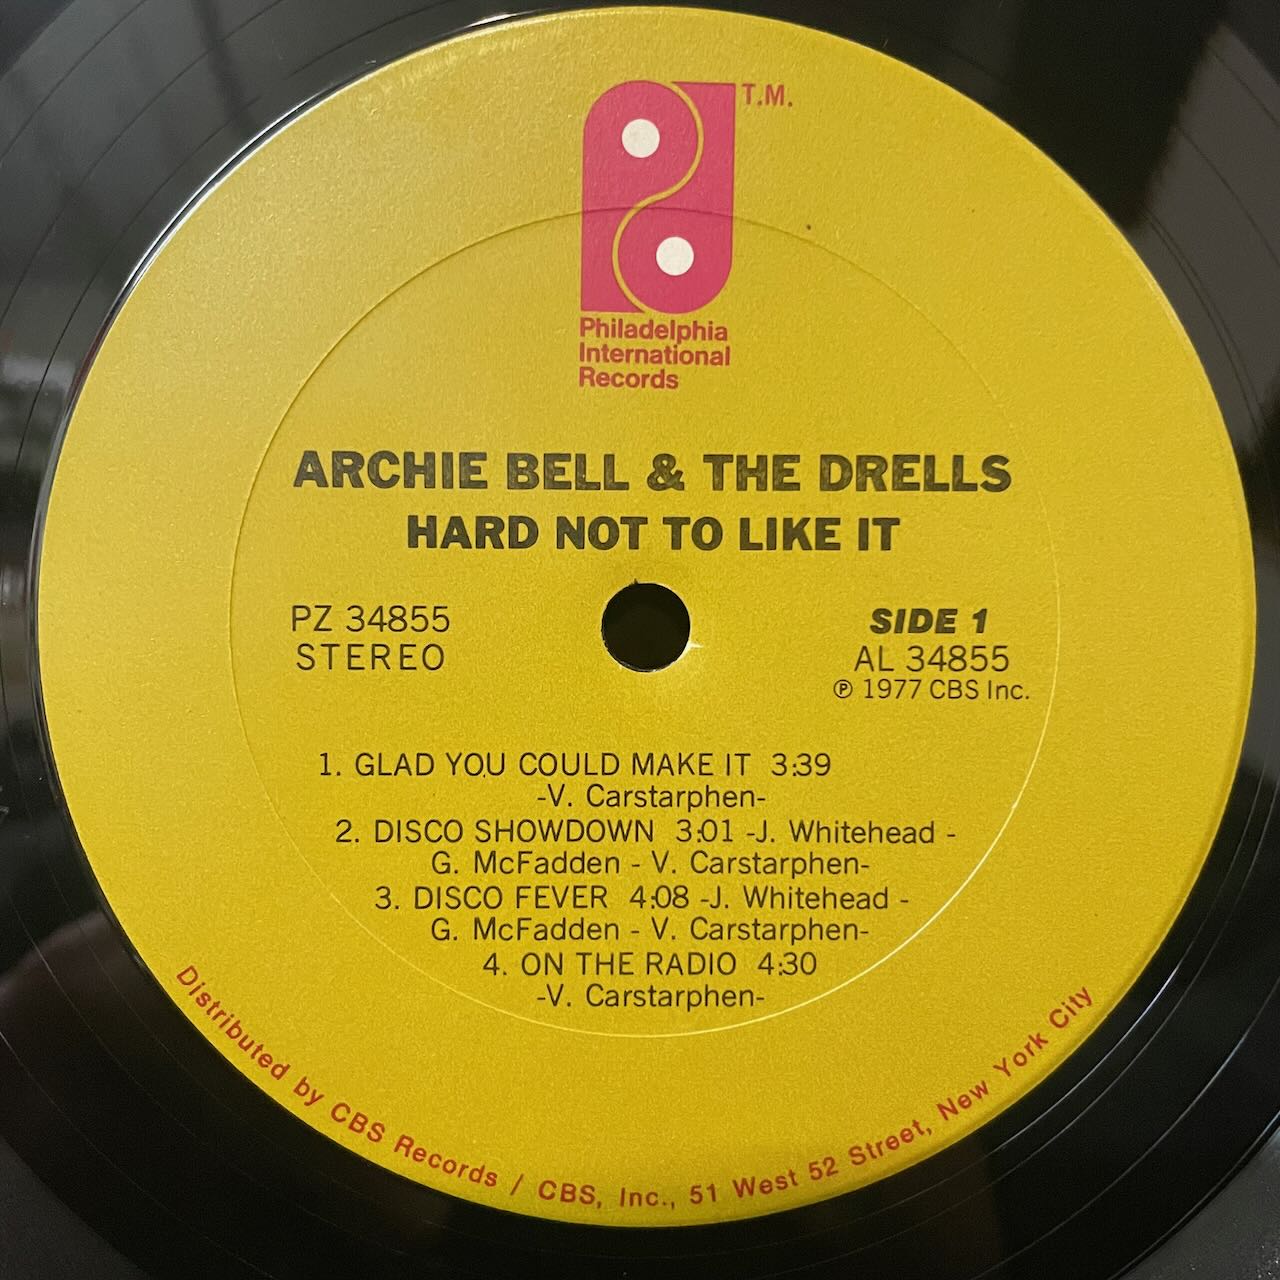 T.M.
Philadelphia
International
Records
ARCHIE BELL & THE DRELLS
HARD NOT TO LIKE IT
PZ 34855
STEREO
SIDE 1
AL 34855
℗ 1977 CBS Inc.
1. GLAD YOU COULD MAKE IT 3:39
-V. Carstarphen-
2. DISCO SHOWDOWN 3:01 -J. Whitehead -
G. McFadden - V. Carstarphen-
3. DISCO FEVER 4:08 -J. Whitehead -
G. McFadden - V. Carstarphen-
4. ON THE RADIO 4:30
-V. Carstarphen-
Distributed by CBS Records / CBS, Inc., 51 West 52 Street, New York City